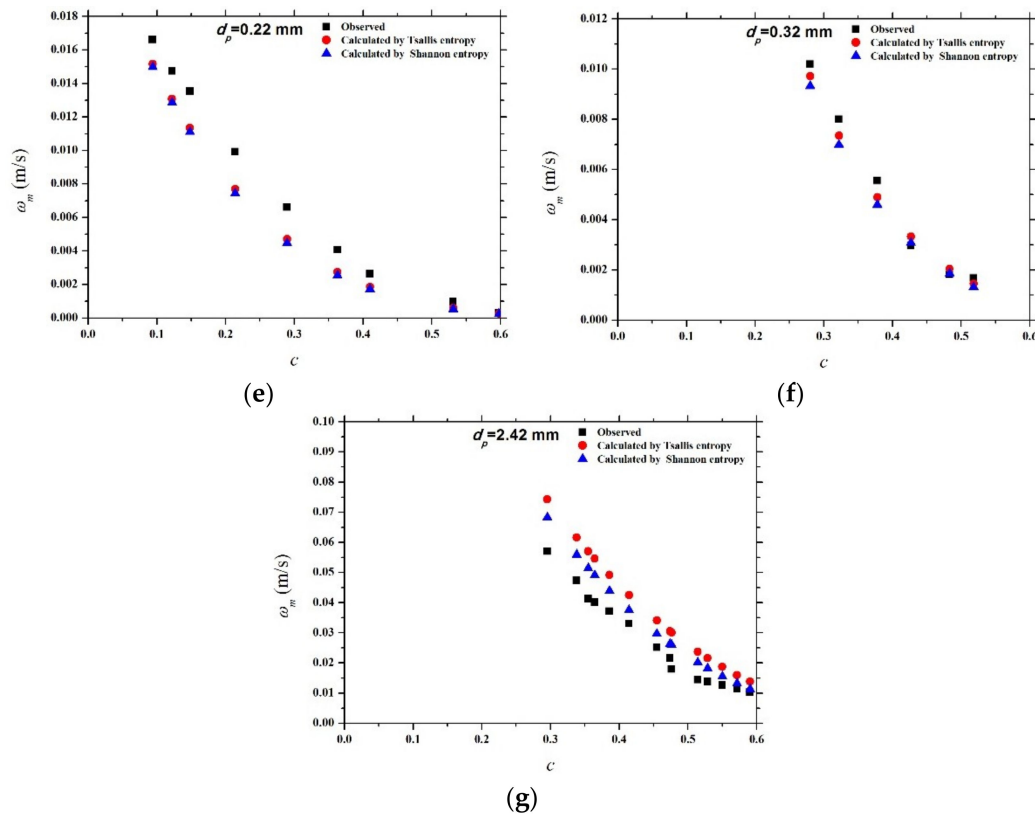 d_p=0.22 mm
Observed
Calculated by Tsallis entropy
Calculated by Shannon entropy
0.018
0.016
0.014
0.012
0.010
0.008
0.006
0.004
0.002
0.000
ω_m (m/s)
0.0 0.1 0.2 0.3 0.4 0.5 0.6
c
(e)
d_p=0.32 mm
Observed
Calculated by Tsallis entropy
Calculated by Shannon entropy
0.012
0.010
0.008
0.006
0.004
0.002
0.000
ω_m (m/s)
0.0 0.1 0.2 0.3 0.4 0.5 0.6
c
(f)
d_p=2.42 mm
Observed
Calculated by Tsallis entropy
Calculated by Shannon entropy
0.10
0.09
0.08
0.07
0.06
0.05
0.04
0.03
0.02
0.01
0.00
ω_m (m/s)
0.0 0.1 0.2 0.3 0.4 0.5 0.6
c
(g)